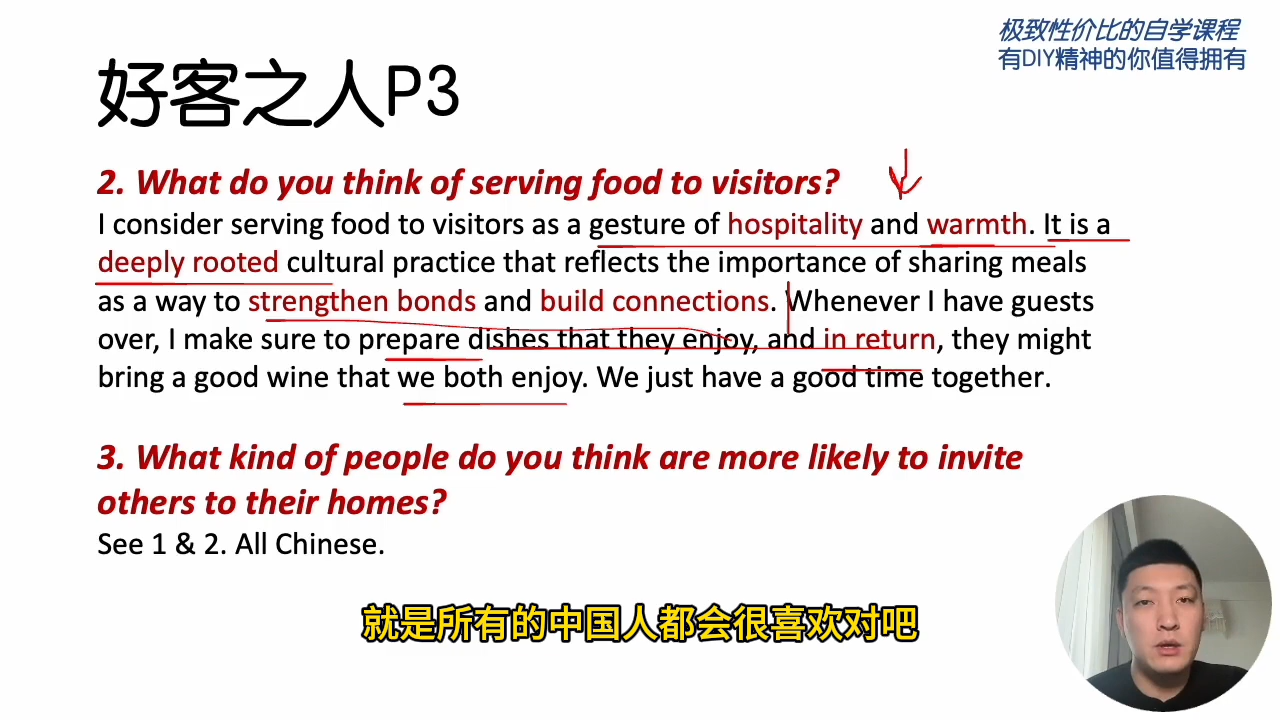 极致性价比的自学课程
有DIY精神的你值得拥有
好客之人P3
2. What do you think of serving food to visitors?
I consider serving food to visitors as a gesture of hospitality and warmth. It is a
deeply rooted cultural practice that reflects the importance of sharing meals
as a way to strengthen bonds and build connections. Whenever I have guests
over, I make sure to prepare dishes that they enjoy, and in return, they might
bring a good wine that we both enjoy. We just have a good time together.
3. What kind of people do you think are more likely to invite
others to their homes?
See 1 & 2. All Chinese.
就是所有的中国人都会很喜欢对吧